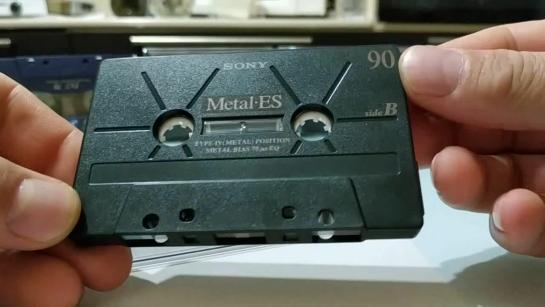 SONY
90
Metal·ES
side B
TYPE-IV(METAL) POSITION
METAL BIAS 70 µs EQ